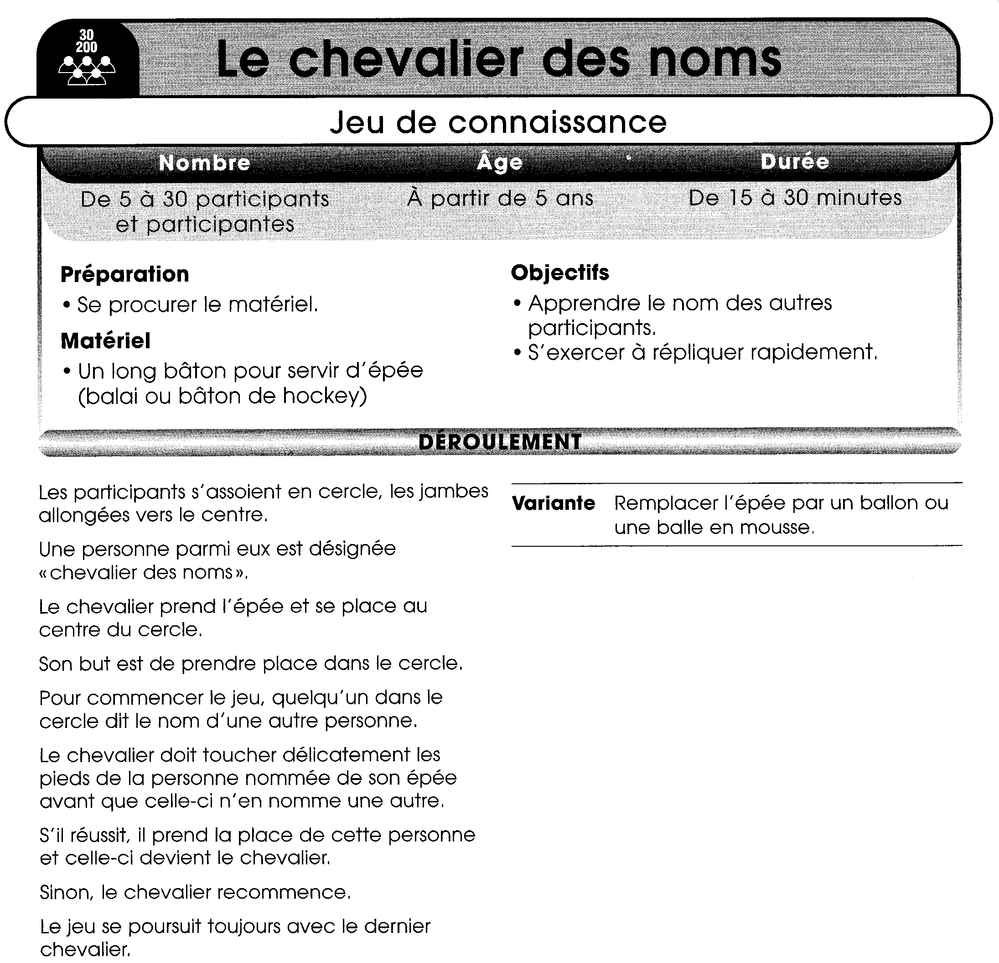 30
200
Le chevalier des noms
Jeu de connaissance
Nombre
Âge
Durée
De 5 à 30 participants
et participantes
À partir de 5 ans
De 15 à 30 minutes
Préparation
• Se procurer le matériel.
Matériel
• Un long bâton pour servir d'épée
(balai ou bâton de hockey)
Objectifs
• Apprendre le nom des autres
participants.
• S'exercer à répliquer rapidement.
DÉROULEMENT
Les participants s'assoient en cercle, les jambes
allongées vers le centre.
Une personne parmi eux est désignée
«chevalier des noms».
Le chevalier prend l'épée et se place au
centre du cercle.
Son but est de prendre place dans le cercle.
Pour commencer le jeu, quelqu'un dans le
cercle dit le nom d'une autre personne.
Le chevalier doit toucher délicatement les
pieds de la personne nommée de son épée
avant que celle-ci n'en nomme une autre.
S'il réussit, il prend la place de cette personne
et celle-ci devient le chevalier.
Sinon, le chevalier recommence.
Le jeu se poursuit toujours avec le dernier
chevalier.
Variante Remplacer l'épée par un ballon ou
une balle en mousse.